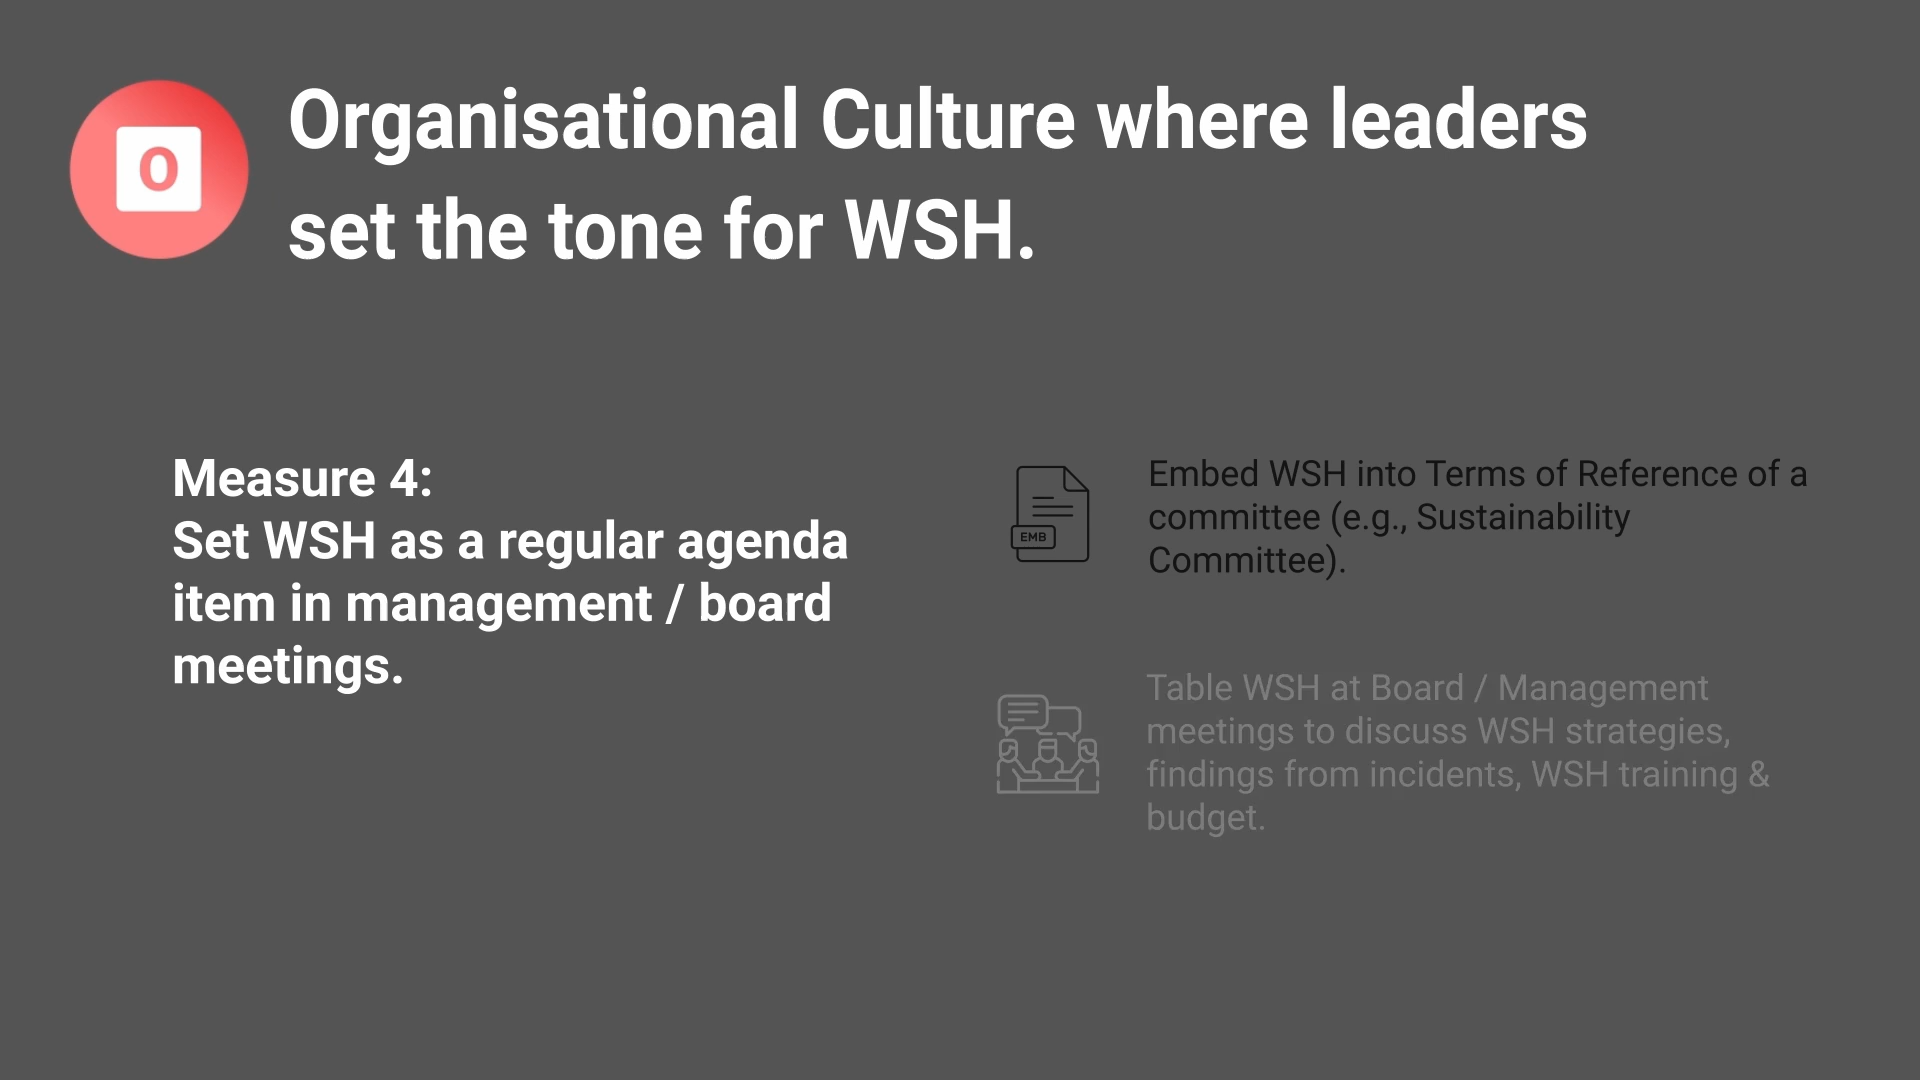 O
Organisational Culture where leaders
set the tone for WSH.
Measure 4:
Set WSH as a regular agenda
item in management / board
meetings.
EMB
Embed WSH into Terms of Reference of a
committee (e.g., Sustainability
Committee).
Table WSH at Board / Management
meetings to discuss WSH strategies,
findings from incidents, WSH training &
budget.